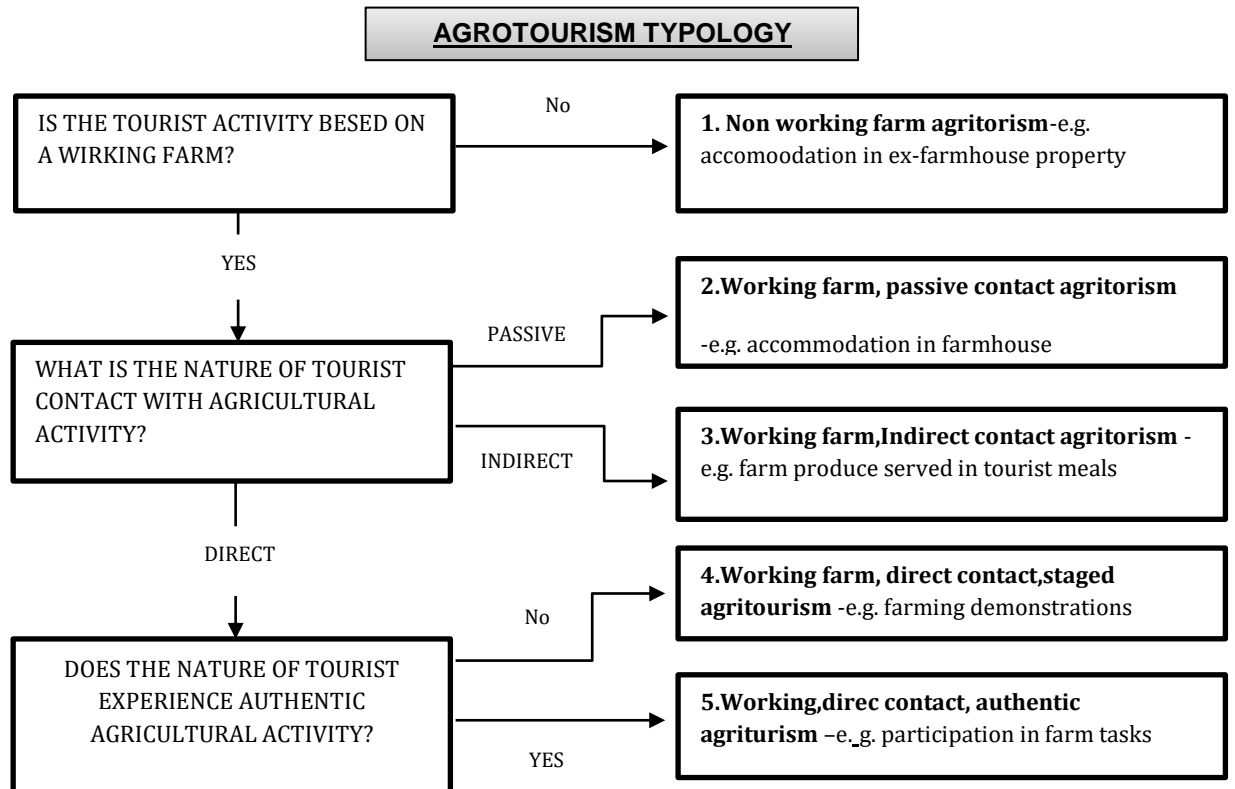 AGROTOURISM TYPOLOGY
IS THE TOURIST ACTIVITY BESED ON
A WIRKING FARM?
No
1. Non working farm agritorism-e.g.
accomoodation in ex-farmhouse property
YES
2.Working farm, passive contact agritorism
-e.g. accommodation in farmhouse
PASSIVE
WHAT IS THE NATURE OF TOURIST
CONTACT WITH AGRICULTURAL
ACTIVITY?
INDIRECT
3.Working farm,Indirect contact agritorism -
e.g. farm produce served in tourist meals
DIRECT
No
4.Working farm, direct contact,staged
agritourism -e.g. farming demonstrations
DOES THE NATURE OF TOURIST
EXPERIENCE AUTHENTIC
AGRICULTURAL ACTIVITY?
YES
5.Working,direc contact, authentic
agriturism –e. g. participation in farm tasks